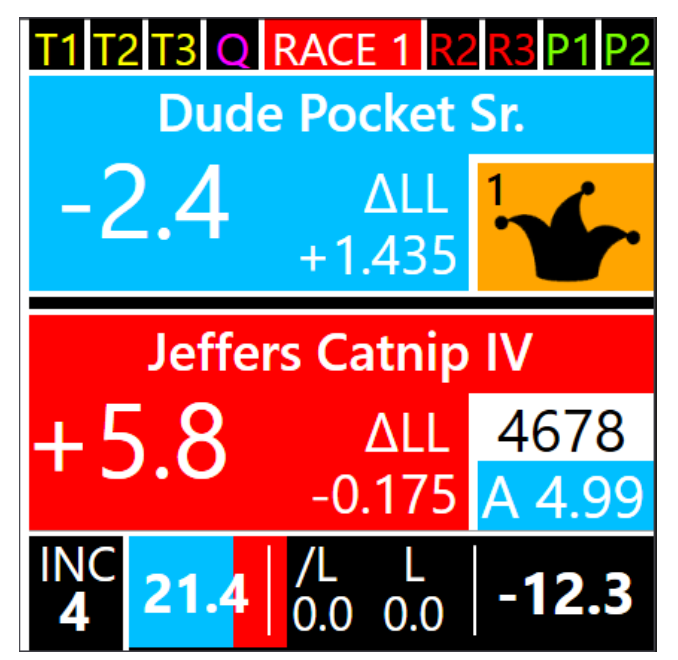 T1 T2 T3 Q RACE 1 R2 R3 P1 P2
Dude Pocket Sr.
-2.4 ΔLL 1
+1.435
Jeffers Catnip IV
+5.8 ΔLL 4678
-0.175 A 4.99
INC 21.4 /L L -12.3
4 0.0 0.0